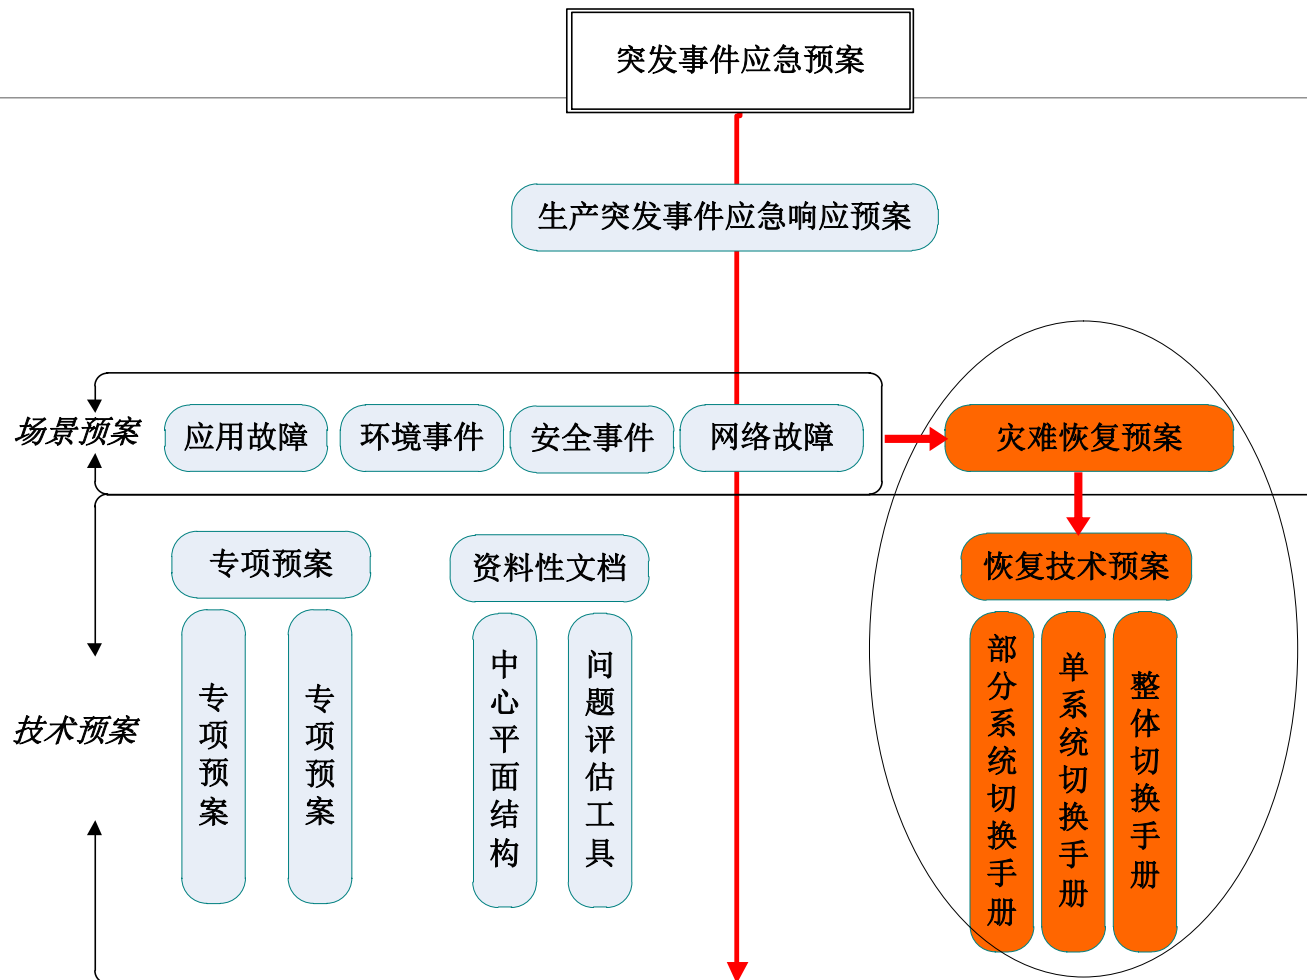 突发事件应急预案
生产突发事件应急响应预案
场景预案
应用故障
环境事件
安全事件
网络故障
灾难恢复预案
专项预案
资料性文档
恢复技术预案
技术预案
专项预案
专项预案
中心平面结构
问题评估工具
部分系统切换手册
单系统切换手册
整体切换手册